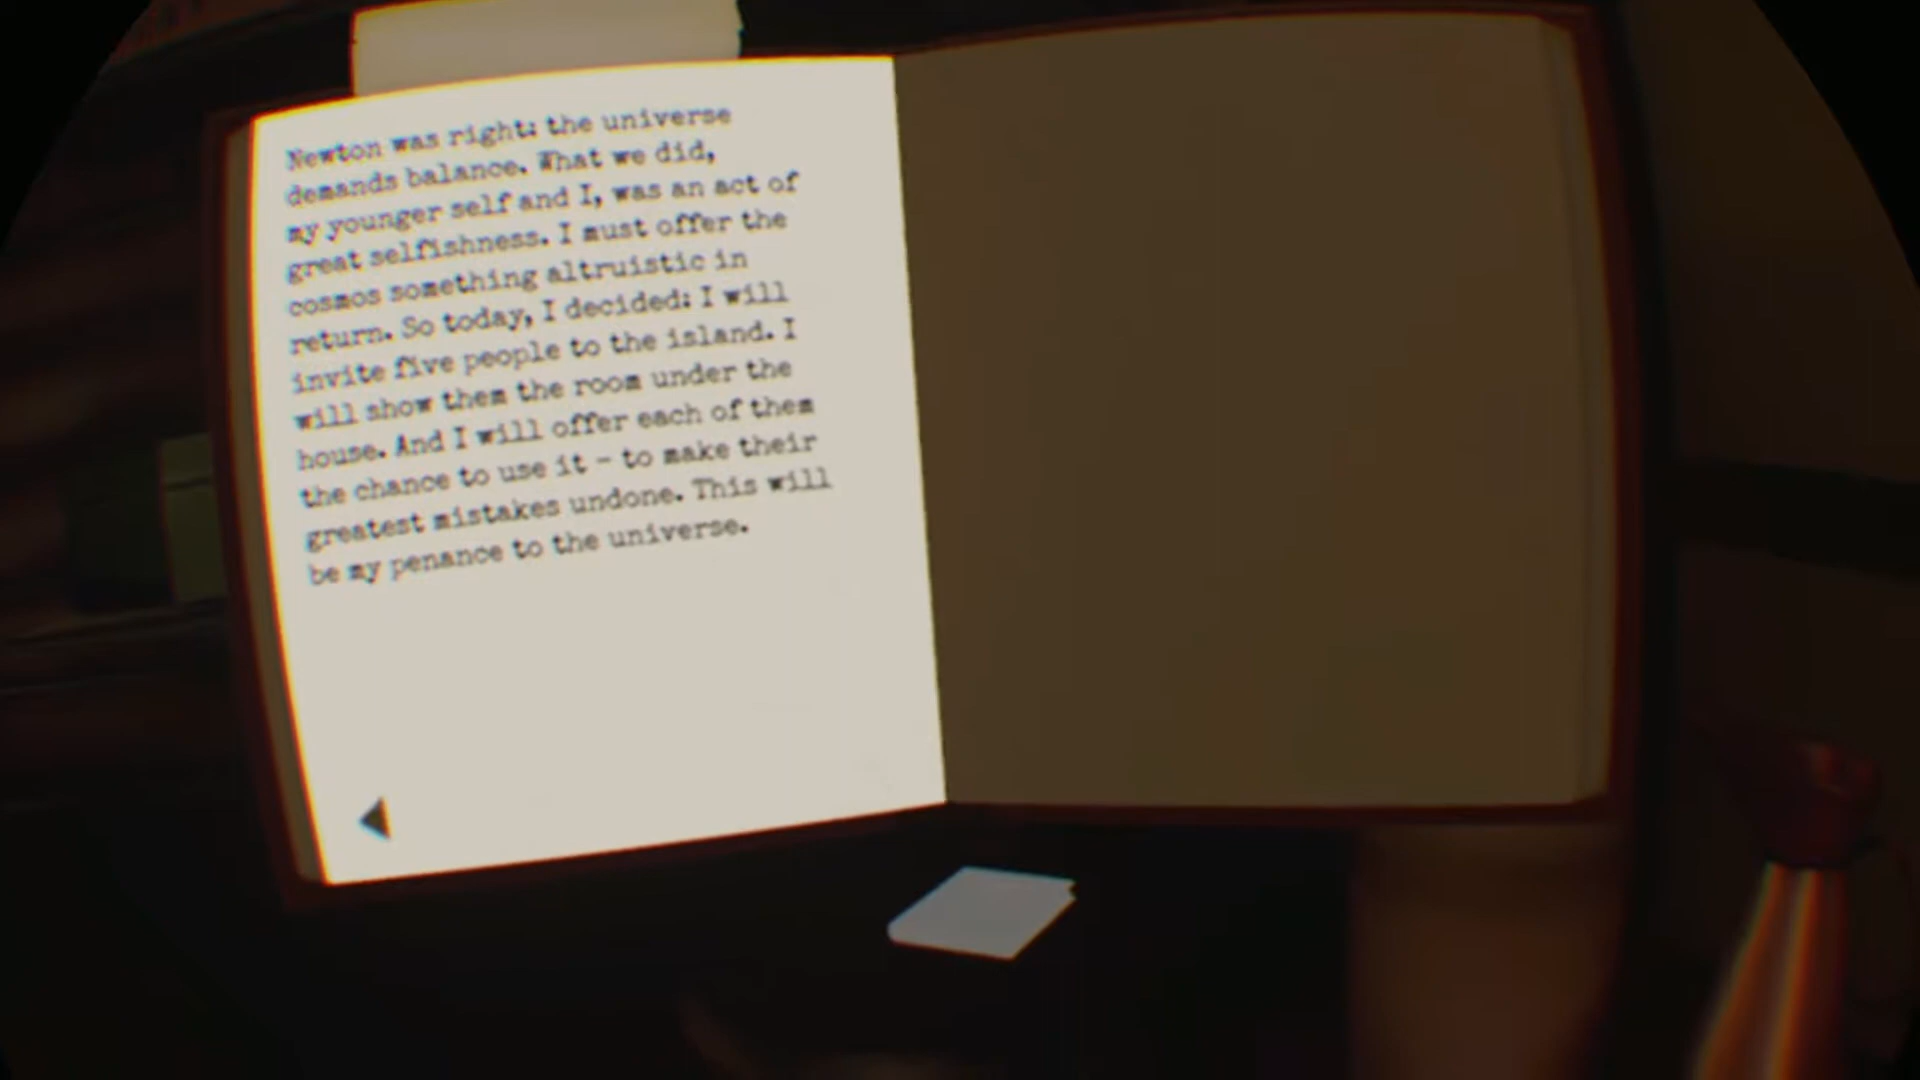 Newton was right: the universe
demands balance. What we did,
my younger self and I, was an act of
great selfishness. I must offer the
cosmos something altruistic in
return. So today, I decided: I will
invite five people to the island. I
will show them the room under the
house. And I will offer each of them
the chance to use it - to make their
greatest mistakes undone. This will
be my penance to the universe.